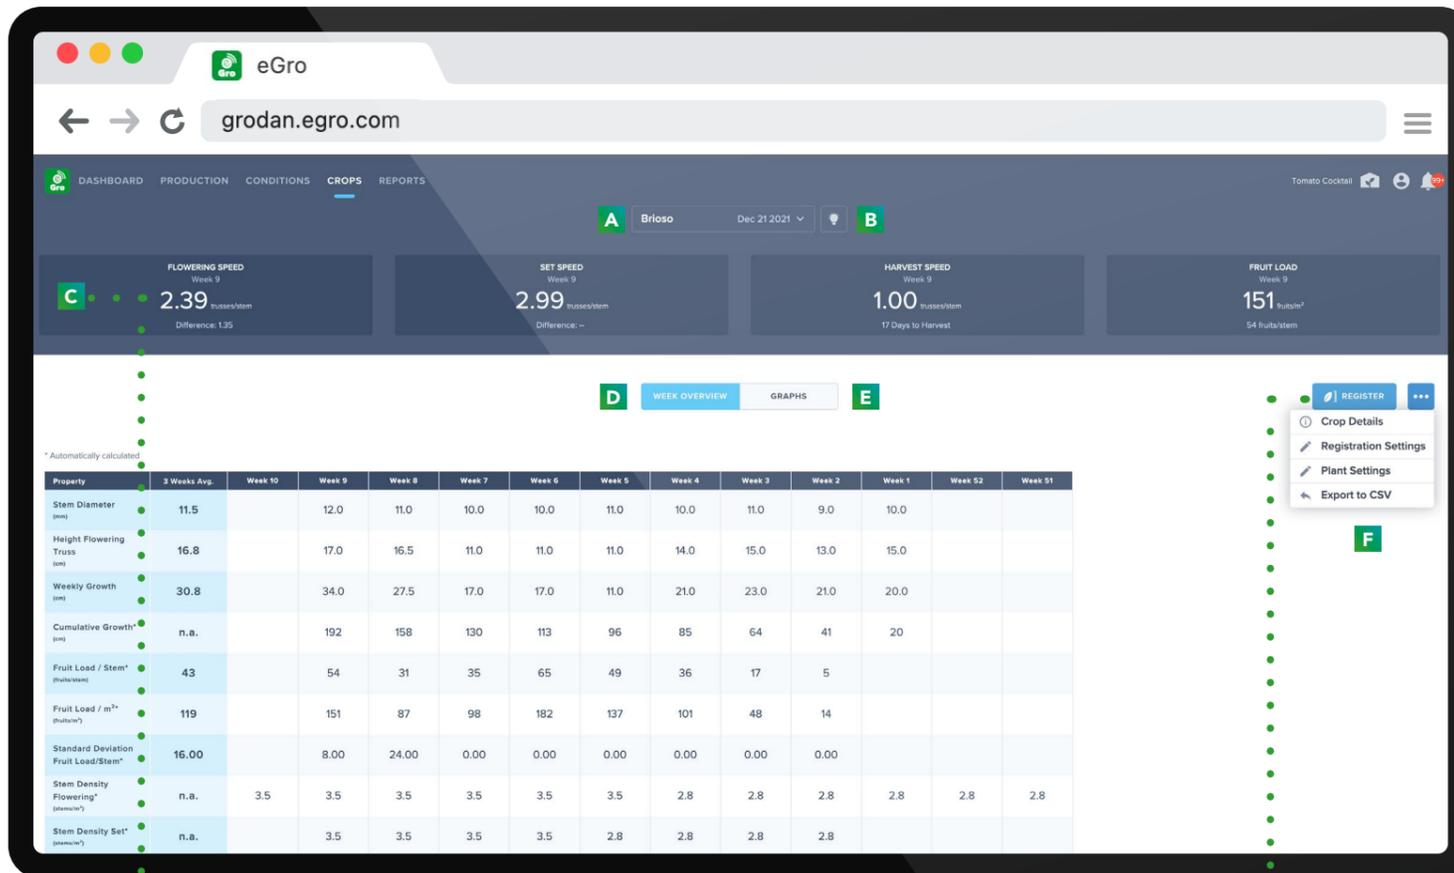 eGro
grodan.egro.com
DASHBOARD PRODUCTION CONDITIONS CROPS REPORTS
Tomato Cocktail 99+
A Brioso Dec 21 2021 B
FLOWERING SPEED
Week 9
C 2.39 trusses/stem
Difference: 1.35
SET SPEED
Week 9
2.99 trusses/stem
Difference: –
HARVEST SPEED
Week 9
1.00 trusses/stem
17 Days to Harvest
FRUIT LOAD
Week 9
151 fruits/m²
54 fruits/stem
D WEEK OVERVIEW GRAPHS E
REGISTER
Crop Details
Registration Settings
Plant Settings
Export to CSV
F
* Automatically calculated
Property 3 Weeks Avg. Week 10 Week 9 Week 8 Week 7 Week 6 Week 5 Week 4 Week 3 Week 2 Week 1 Week 52 Week 51
Stem Diameter
(mm)
11.5 12.0 11.0 10.0 10.0 11.0 10.0 11.0 9.0 10.0
Height Flowering
Truss
(cm)
16.8 17.0 16.5 11.0 11.0 11.0 14.0 15.0 13.0 15.0
Weekly Growth
(cm)
30.8 34.0 27.5 17.0 17.0 11.0 21.0 23.0 21.0 20.0
Cumulative Growth*
(cm)
n.a. 192 158 130 113 96 85 64 41 20
Fruit Load / Stem*
(fruits/stem)
43 54 31 35 65 49 36 17 5
Fruit Load / m²*
(fruits/m²)
119 151 87 98 182 137 101 48 14
Standard Deviation
Fruit Load/Stem*
16.00 8.00 24.00 0.00 0.00 0.00 0.00 0.00 0.00
Stem Density
Flowering*
(stems/m²)
n.a. 3.5 3.5 3.5 3.5 3.5 3.5 2.8 2.8 2.8 2.8 2.8 2.8
Stem Density Set*
(stems/m²)
n.a. 3.5 3.5 3.5 3.5 2.8 2.8 2.8 2.8